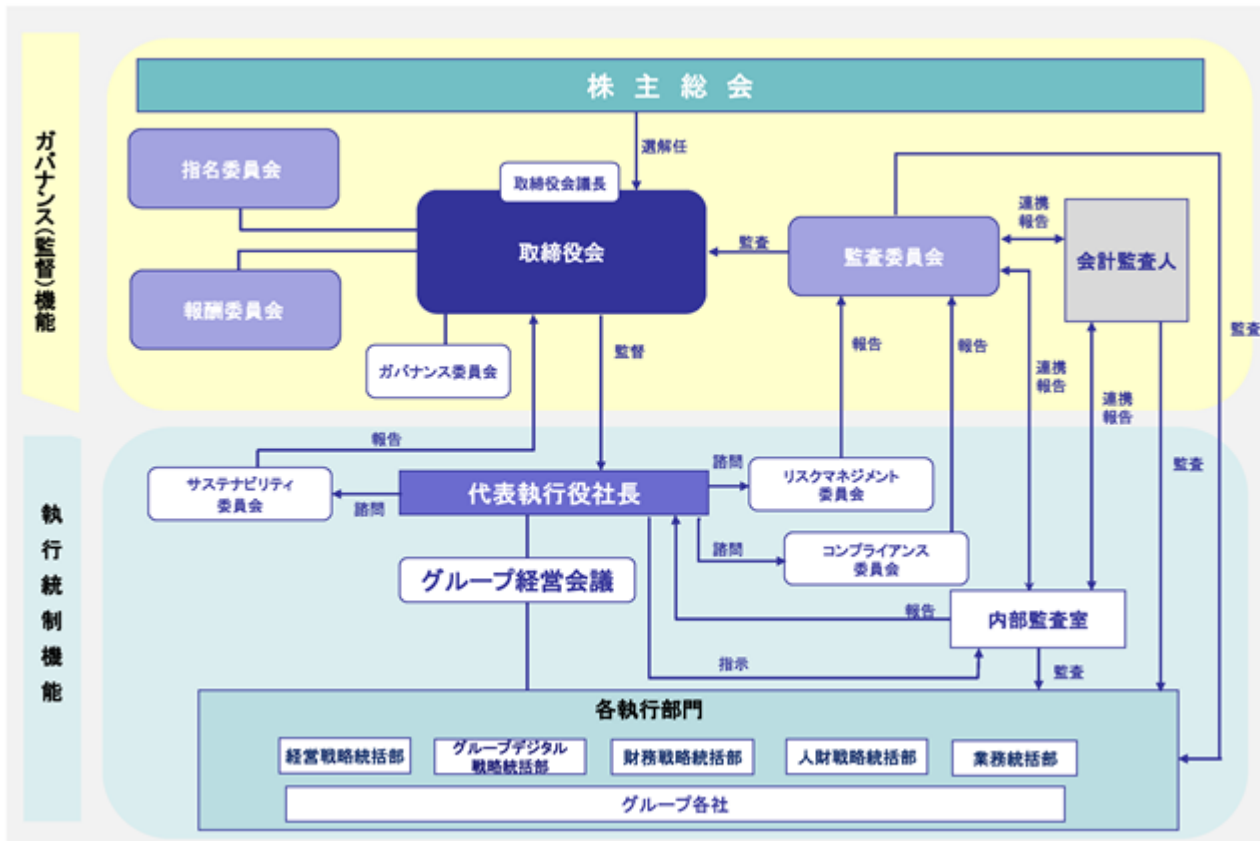 株主総会
ガバナンス(監督)機能
選解任
指名委員会
取締役会議長
取締役会
監査
監査委員会
連携
報告
会計監査人
報酬委員会
ガバナンス委員会
監督
報告
報告
連携
報告
連携
報告
監査
執行統制機能
報告
サステナビリティ
委員会
諮問
代表執行役社長
諮問
リスクマネジメント
委員会
監査
諮問
コンプライアンス
委員会
グループ経営会議
報告
内部監査室
指示
監査
各執行部門
経営戦略統括部
グループデジタル
戦略統括部
財務戦略統括部
人財戦略統括部
業務統括部
グループ各社